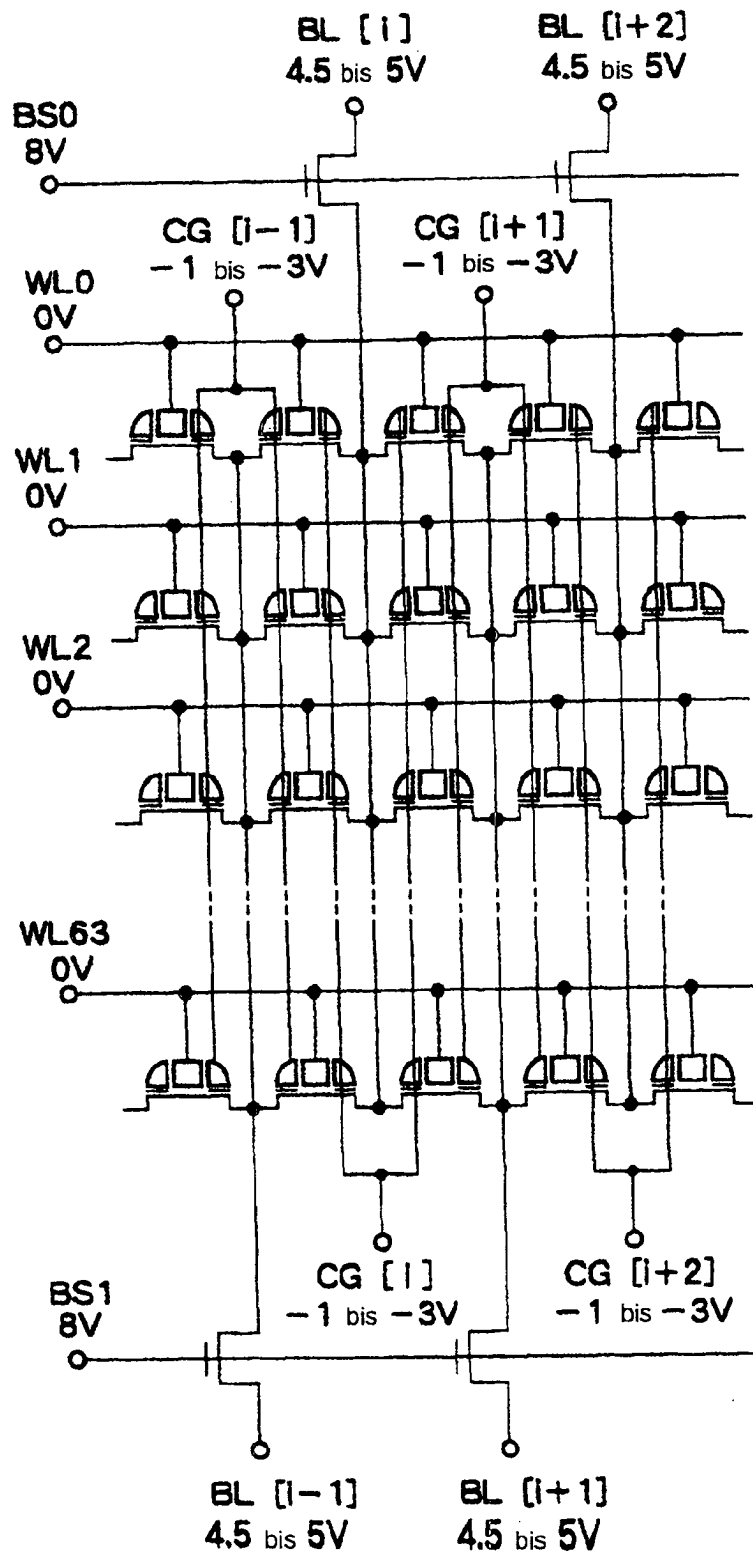 BL [i]
4.5 bis 5V
BL [i+2]
4.5 bis 5V
BS0
8V
CG [i−1]
−1 bis −3V
CG [i+1]
−1 bis −3V
WL0
0V
WL1
0V
WL2
0V
WL63
0V
CG [i]
−1 bis −3V
CG [i+2]
−1 bis −3V
BS1
8V
BL [i−1]
4.5 bis 5V
BL [i+1]
4.5 bis 5V